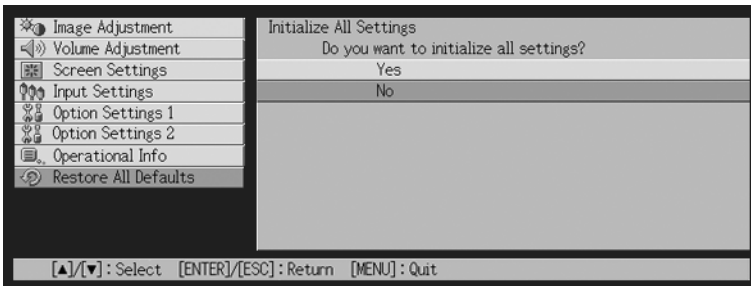 Image Adjustment
Volume Adjustment
Screen Settings
Input Settings
Option Settings 1
Option Settings 2
Operational Info
Restore All Defaults
Initialize All Settings
Do you want to initialize all settings?
Yes
No
[▲]/[▼]:Select [ENTER]/[ESC]:Return [MENU]:Quit